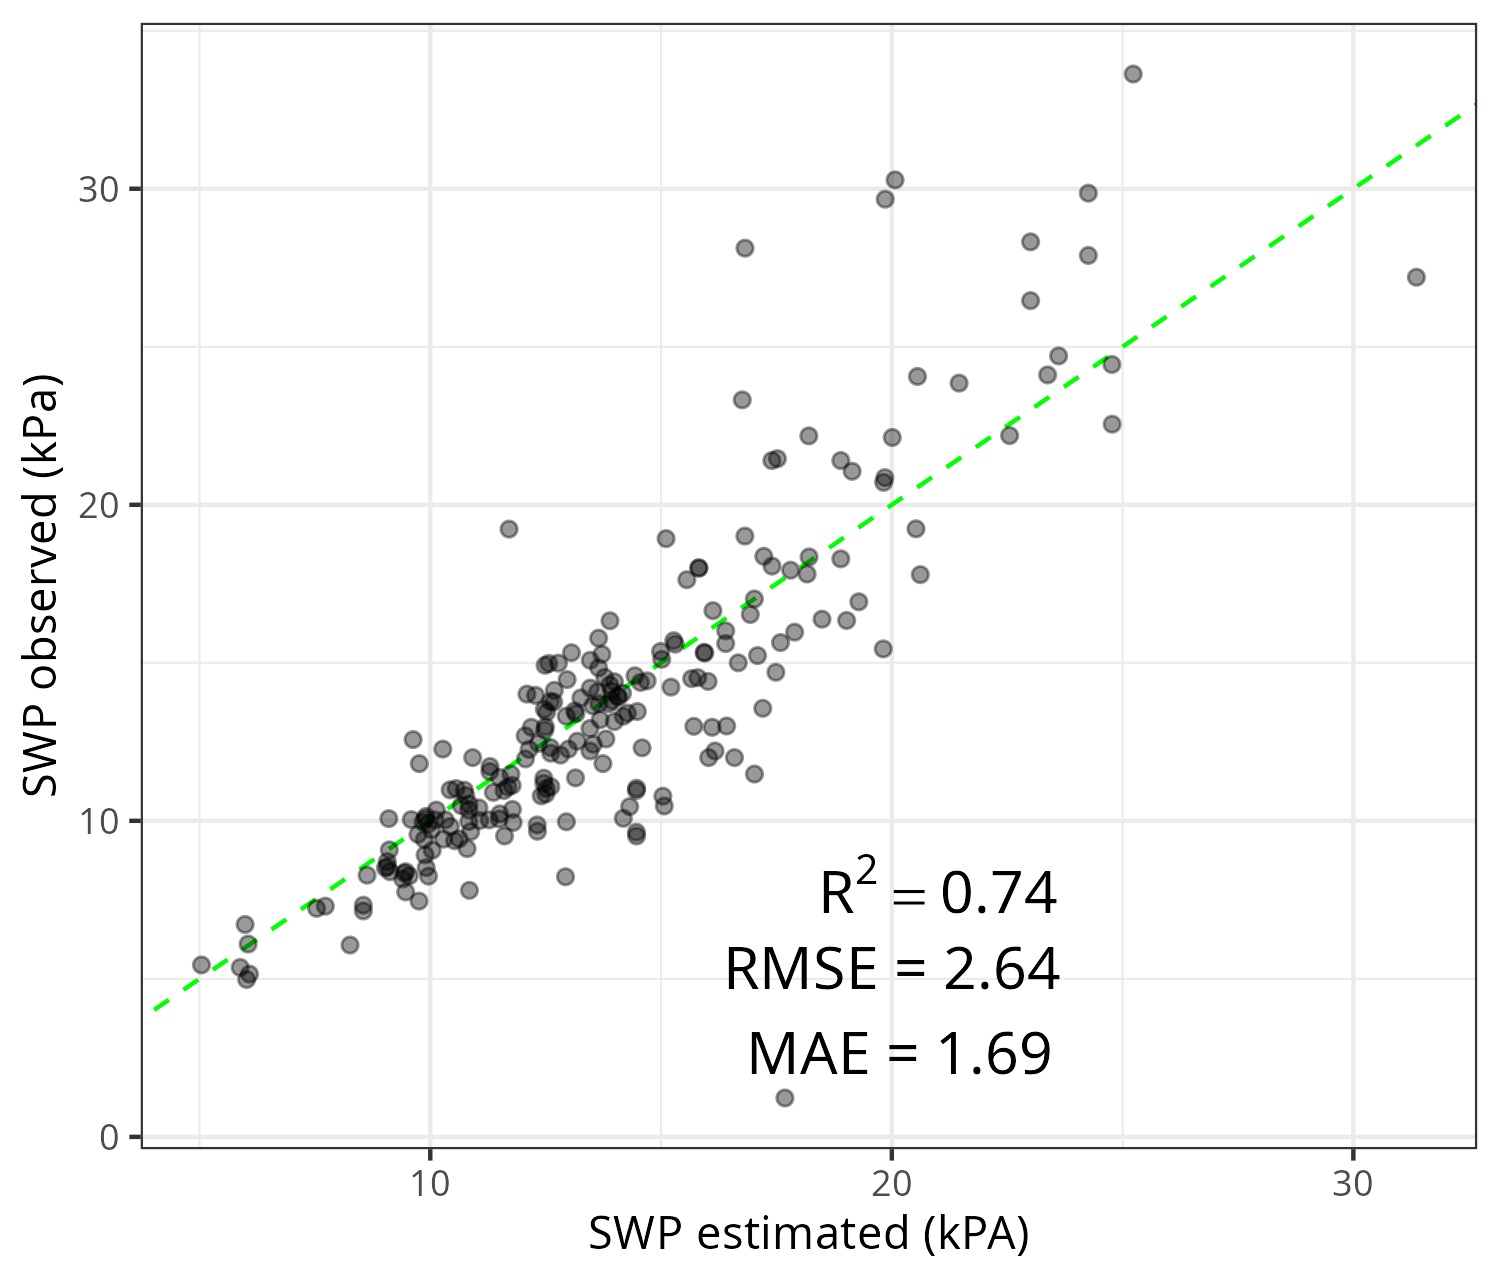 SWP observed (kPa)
30
20
10
0
R² = 0.74
RMSE = 2.64
MAE = 1.69
10 20 30
SWP estimated (kPA)